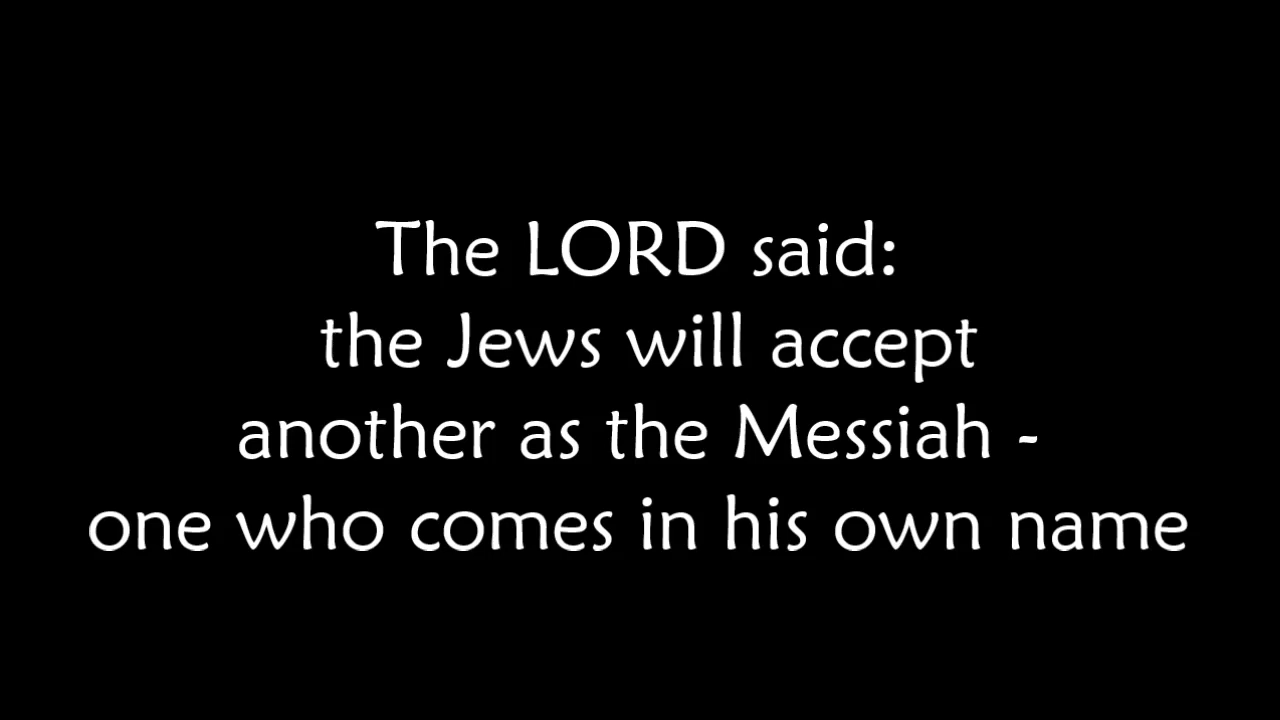 The LORD said:
the Jews will accept
another as the Messiah -
one who comes in his own name